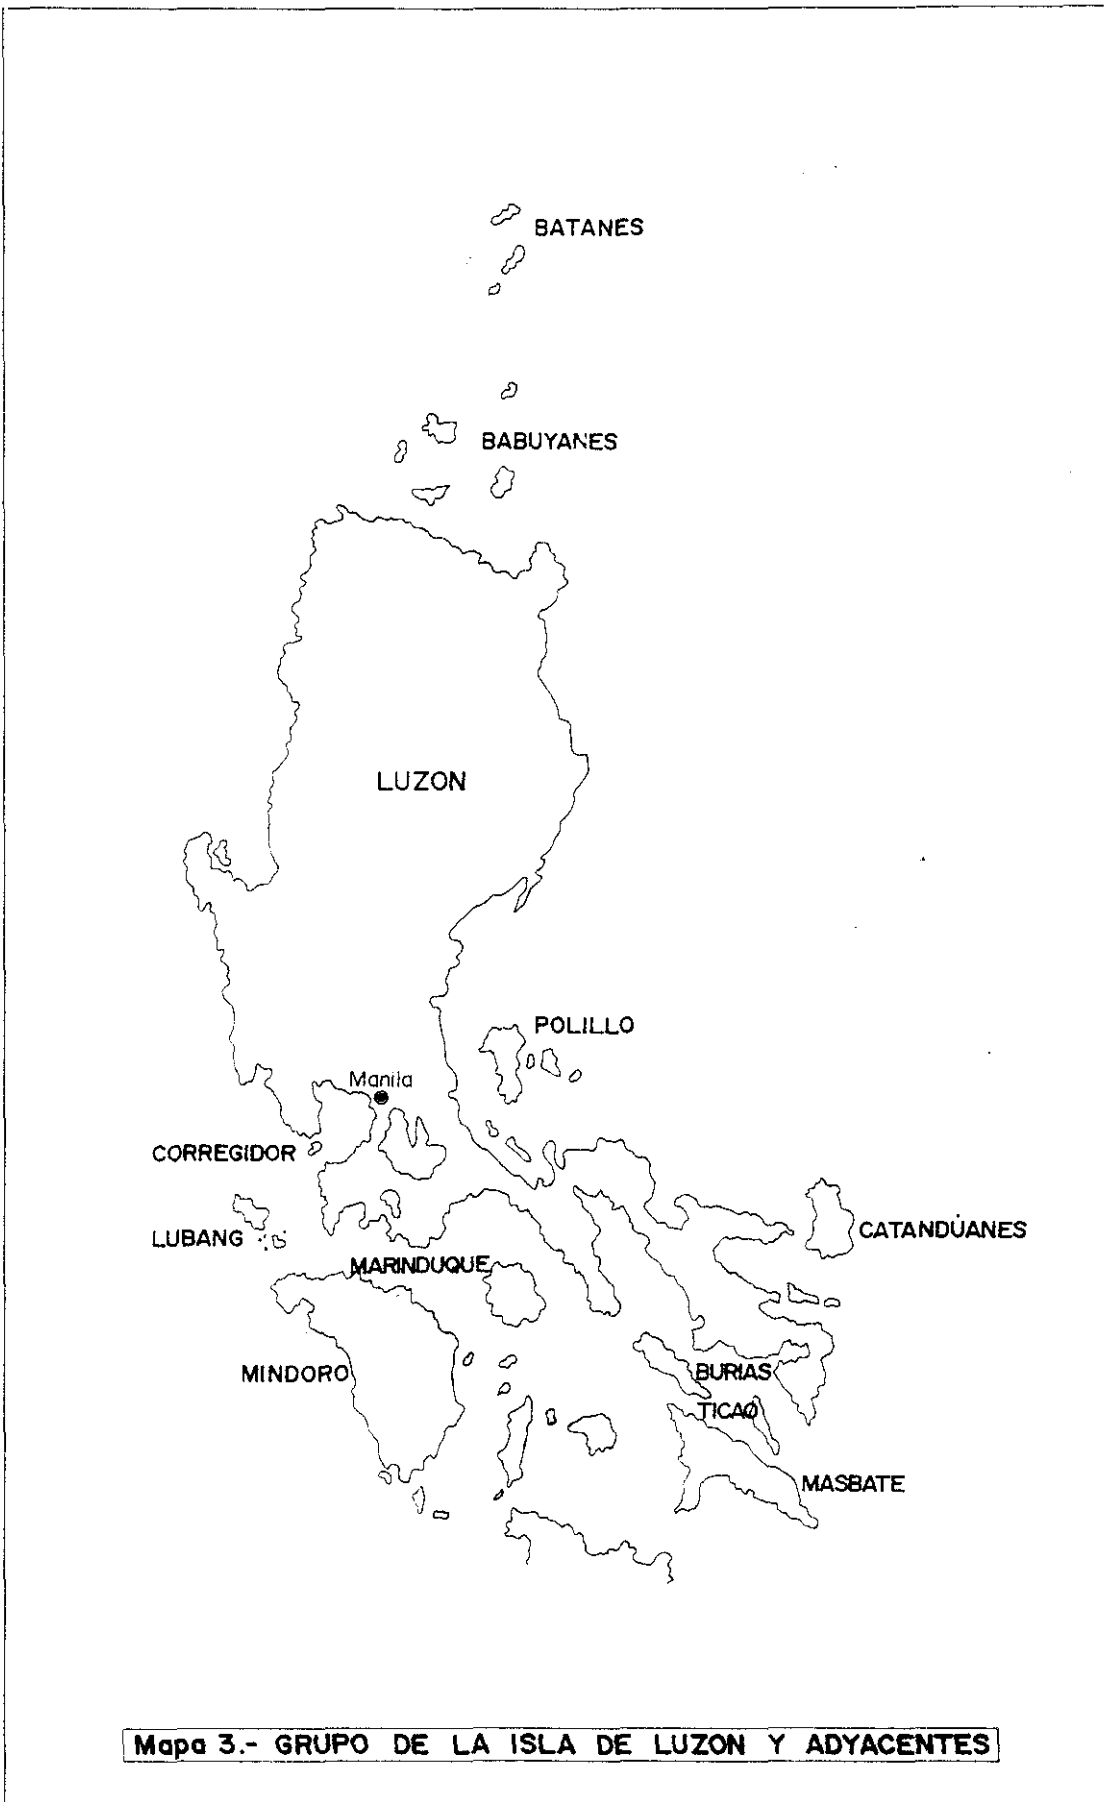 BATANES
BABUYANES
LUZON
POLILLO
Manila
CORREGIDOR
CATANDUANES
LUBANG
MARINDUQUE
MINDORO
BURIAS
TICAO
MASBATE
Mapa 3.- GRUPO DE LA ISLA DE LUZON Y ADYACENTES